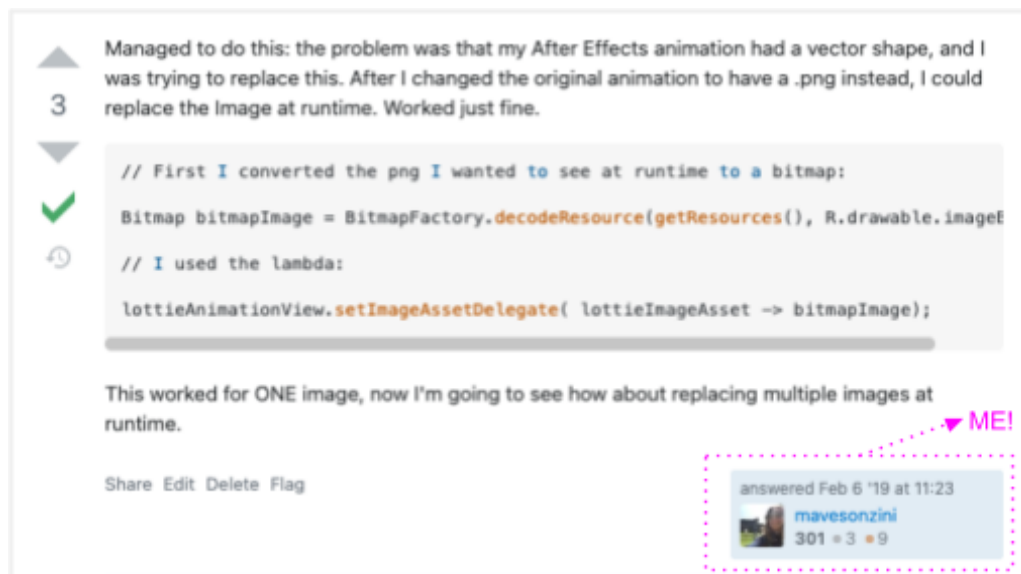 Managed to do this: the problem was that my After Effects animation had a vector shape, and I
was trying to replace this. After I changed the original animation to have a .png instead, I could
replace the Image at runtime. Worked just fine.
3
// First I converted the png I wanted to see at runtime to a bitmap:
Bitmap bitmapImage = BitmapFactory.decodeResource(getResources(), R.drawable.image
// I used the lambda:
lottieAnimationView.setImageAssetDelegate( lottieImageAsset -> bitmapImage);
This worked for ONE image, now I'm going to see how about replacing multiple images at
runtime.
ME!
Share Edit Delete Flag
answered Feb 6 '19 at 11:23
mavesonzini
301 3 9